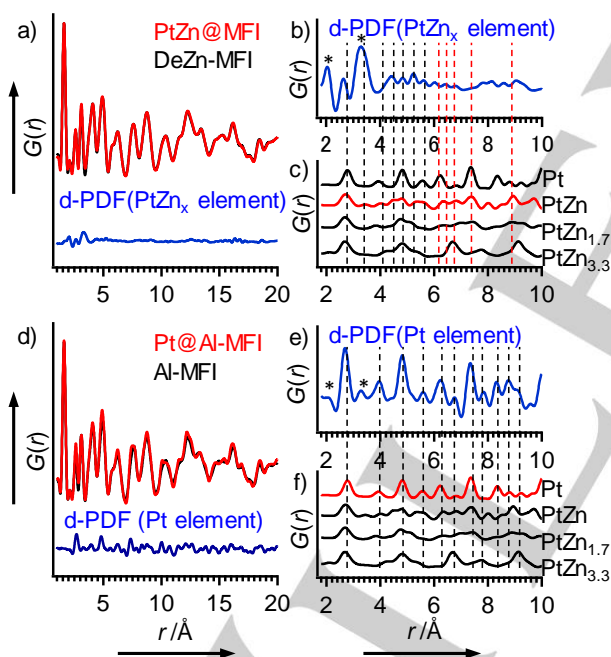 a)
PtZn@MFI
DeZn-MFI
G(r)
d-PDF(PtZnₓ element)
5 10 15 20
b)
d-PDF(PtZnₓ element)
* *
G(r)
2 4 6 8 10
c)
Pt
PtZn
PtZn₁.₇
PtZn₃.₃
G(r)
2 4 6 8 10
d)
Pt@Al-MFI
Al-MFI
G(r)
d-PDF (Pt element)
5 10 15 20
r /Å
e)
d-PDF(Pt element)
* *
G(r)
2 4 6 8 10
f)
Pt
PtZn
PtZn₁.₇
PtZn₃.₃
G(r)
2 4 6 8 10
r /Å